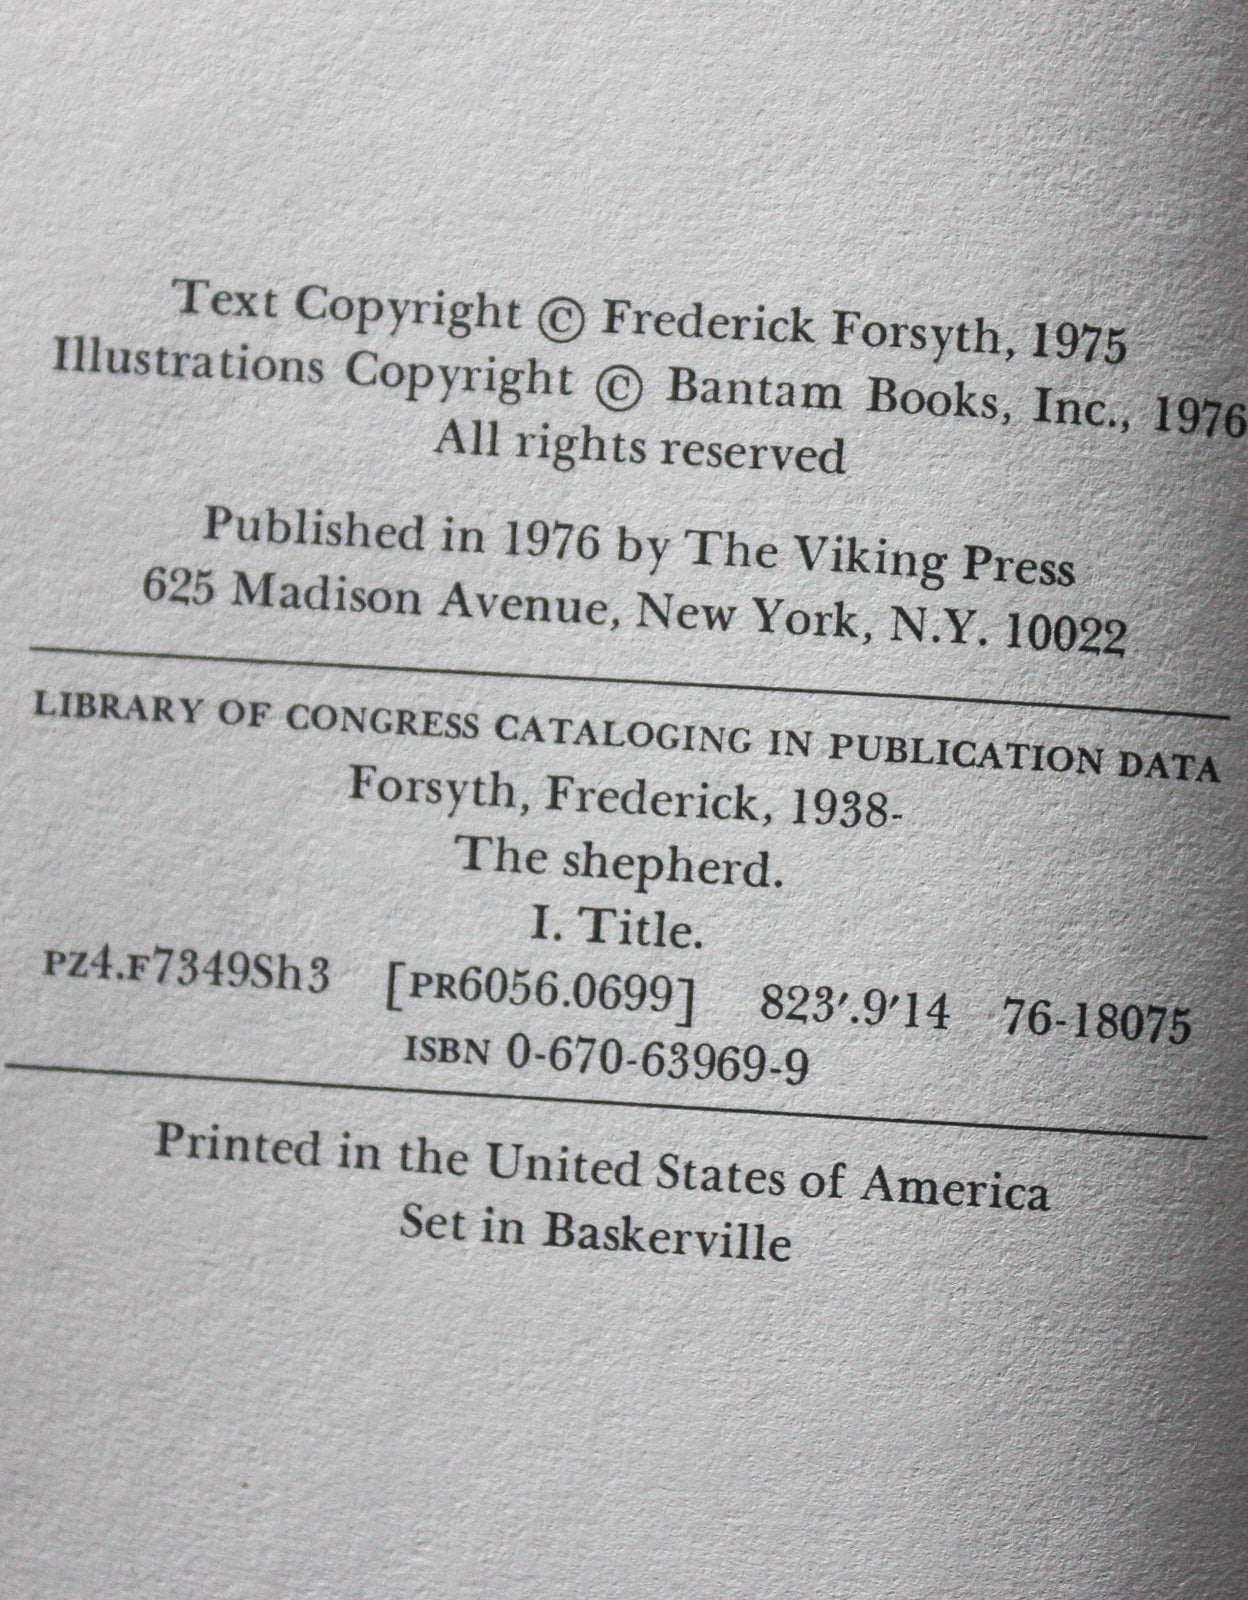 Text Copyright © Frederick Forsyth, 1975
Illustrations Copyright © Bantam Books, Inc., 1976
All rights reserved
Published in 1976 by The Viking Press
625 Madison Avenue, New York, N.Y. 10022
LIBRARY OF CONGRESS CATALOGING IN PUBLICATION DATA
Forsyth, Frederick, 1938-
The shepherd.
I. Title.
PZ4.F7349Sh3 [PR6056.0699] 823′.9′14 76-18075
ISBN 0-670-63969-9
Printed in the United States of America
Set in Baskerville